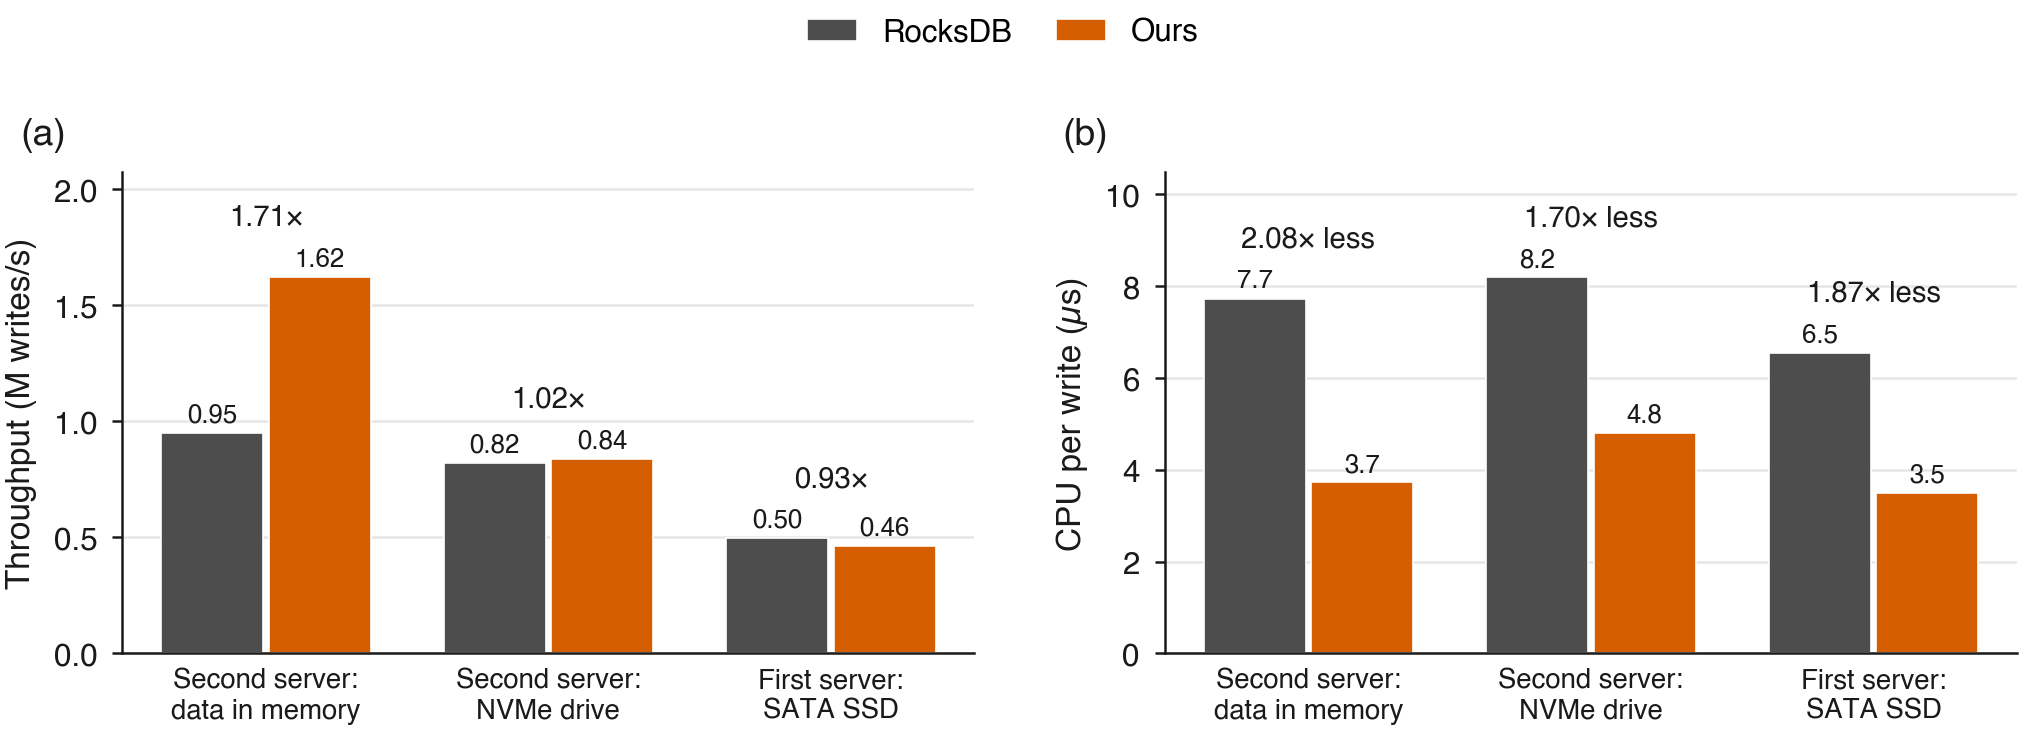 RocksDB Ours
(a)
Throughput (M writes/s)
2.0
1.5
1.0
0.5
0.0
1.71×
0.95
1.62
1.02×
0.82
0.84
0.93×
0.50
0.46
Second server:
data in memory
Second server:
NVMe drive
First server:
SATA SSD
(b)
CPU per write (μs)
10
8
6
4
2
0
2.08× less
7.7
3.7
1.70× less
8.2
4.8
1.87× less
6.5
3.5
Second server:
data in memory
Second server:
NVMe drive
First server:
SATA SSD